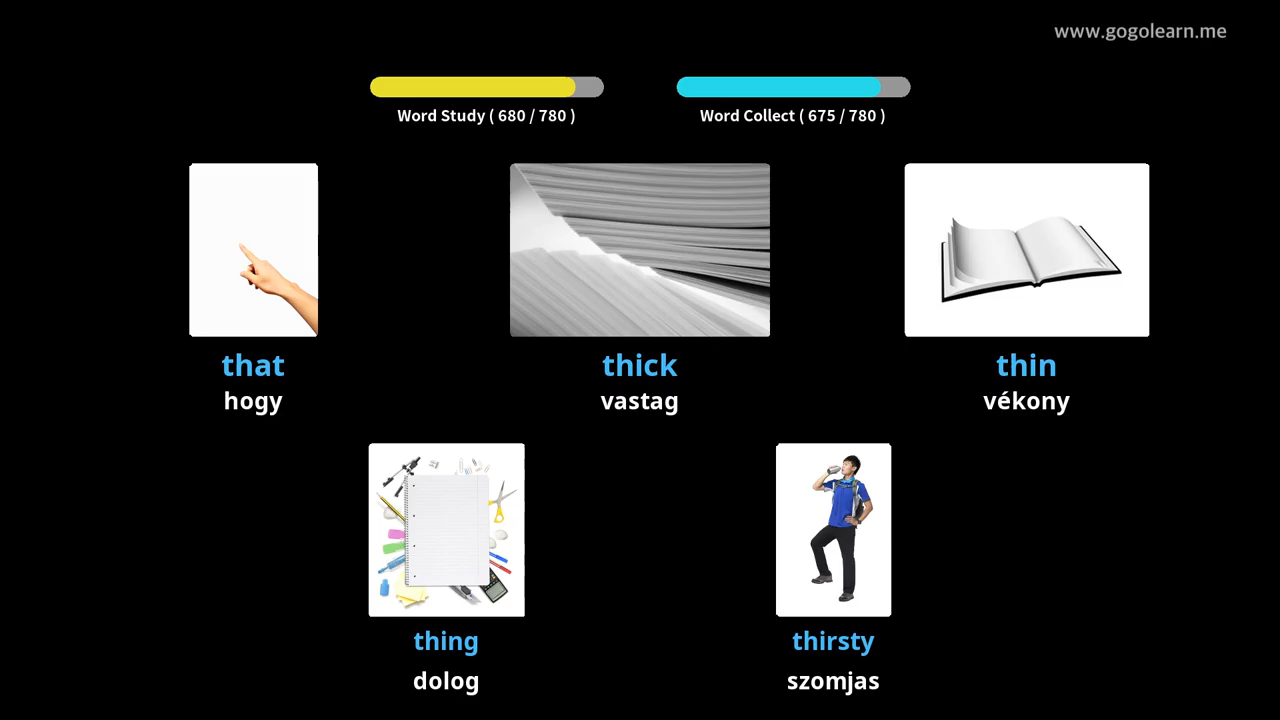 www.gogolearn.me
Word Study ( 680 / 780 )
Word Collect ( 675 / 780 )
that
hogy
thick
vastag
thin
vékony
thing
dolog
thirsty
szomjas